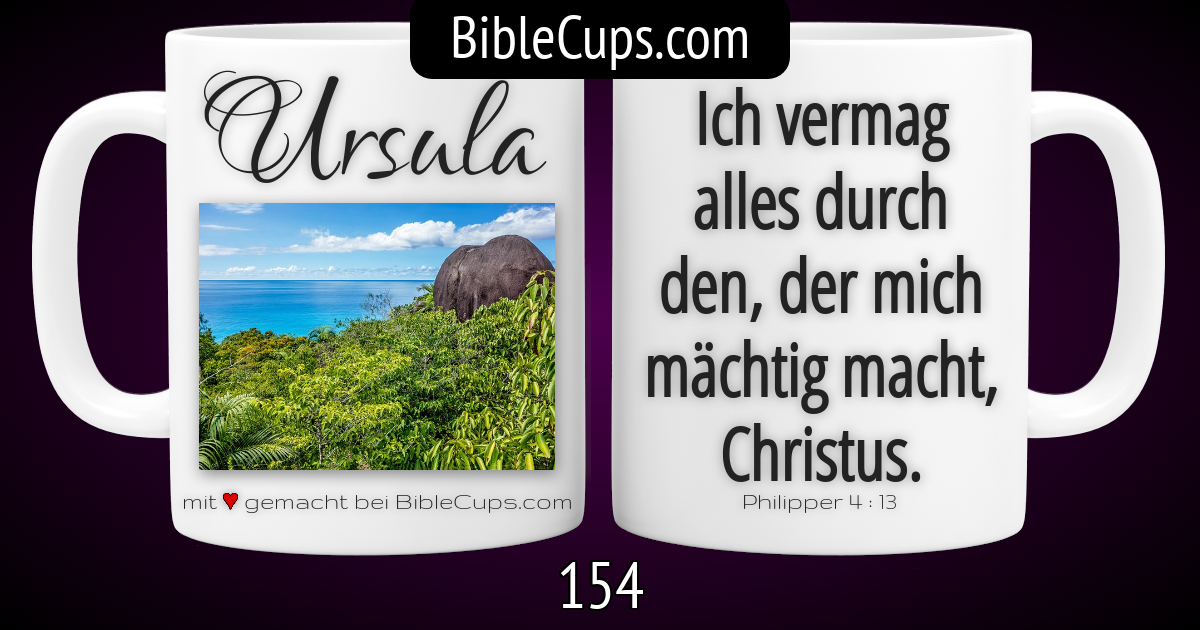 BibleCups.com
Ursula
mit ♥ gemacht bei BibleCups.com
Ich vermag
alles durch
den, der mich
mächtig macht,
Christus.
Philipper 4 : 13
154